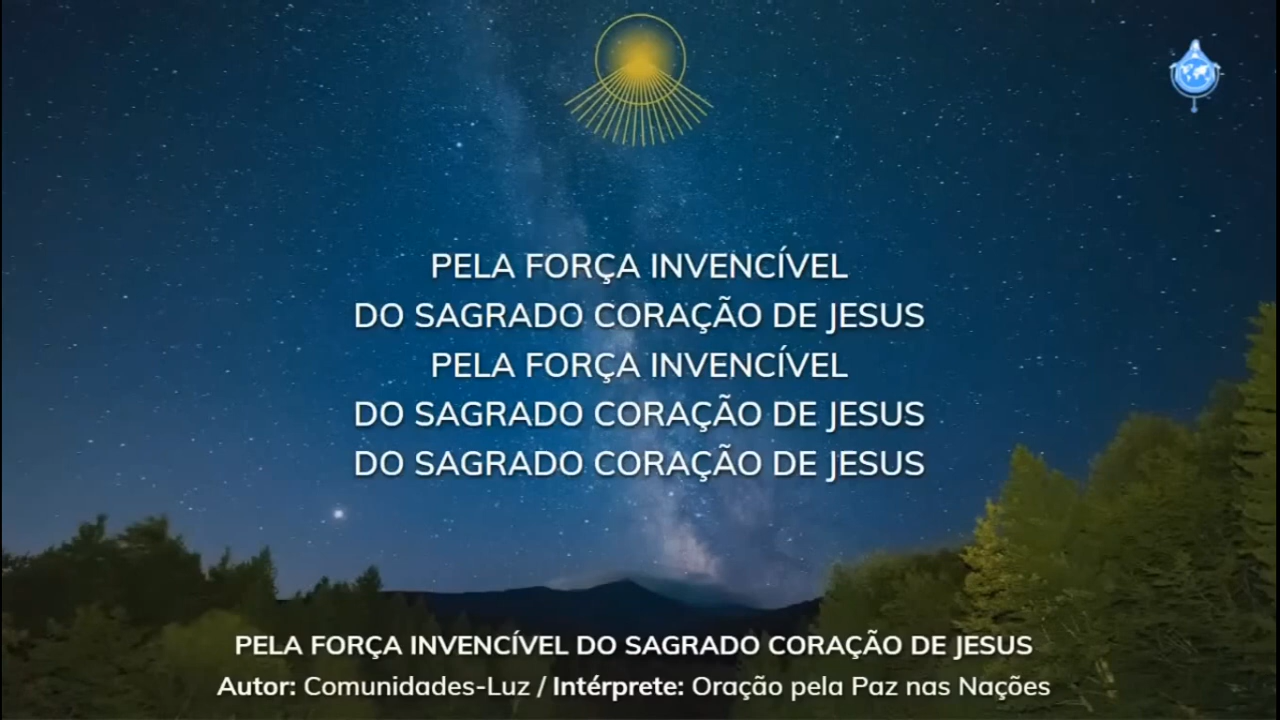 PELA FORÇA INVENCÍVEL
DO SAGRADO CORAÇÃO DE JESUS
PELA FORÇA INVENCÍVEL
DO SAGRADO CORAÇÃO DE JESUS
DO SAGRADO CORAÇÃO DE JESUS
PELA FORÇA INVENCÍVEL DO SAGRADO CORAÇÃO DE JESUS
Autor: Comunidades-Luz / Intérprete: Oração pela Paz nas Nações